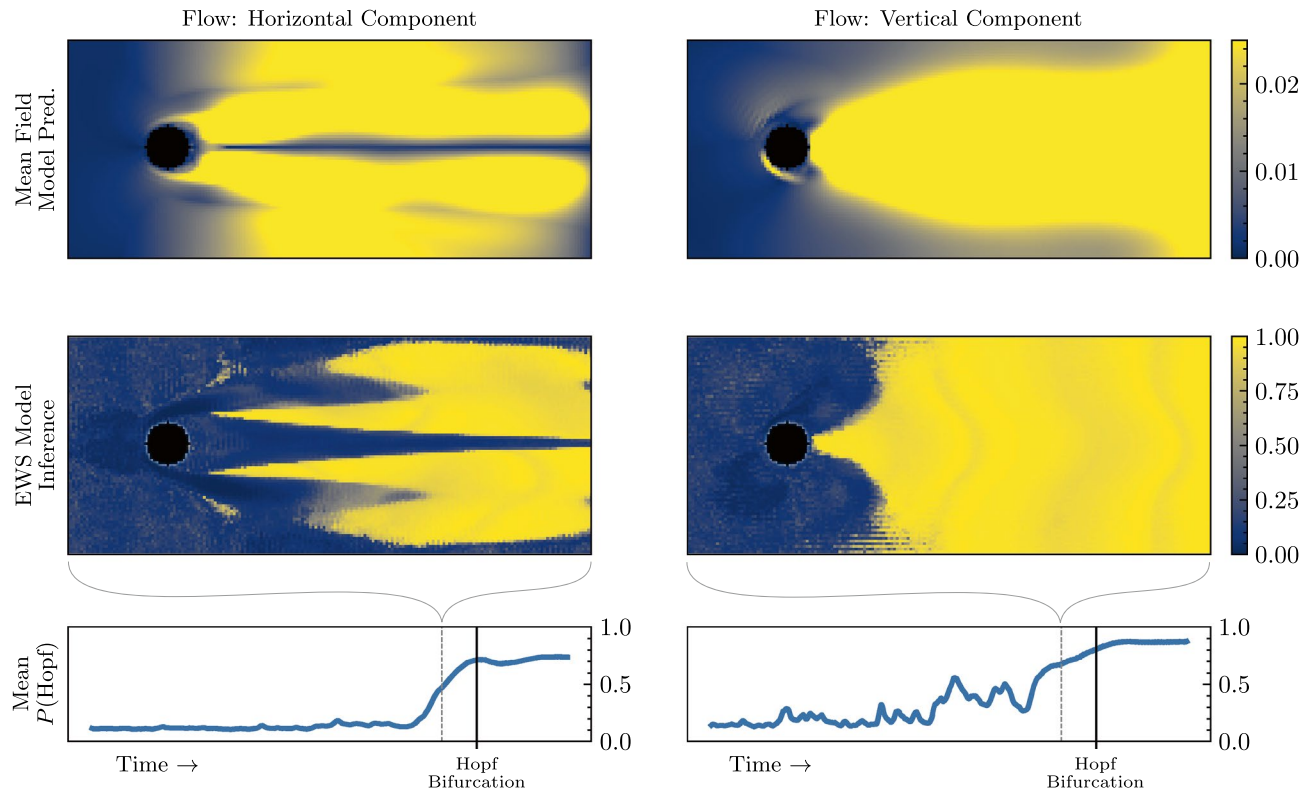 Flow: Horizontal Component
Flow: Vertical Component
Mean Field
Model Pred.
0.02
0.01
0.00
EWS Model
Inference
1.00
0.75
0.50
0.25
0.00
Mean
P(Hopf)
1.0
0.5
0.0
1.0
0.5
0.0
Time →
Hopf
Bifurcation
Time →
Hopf
Bifurcation